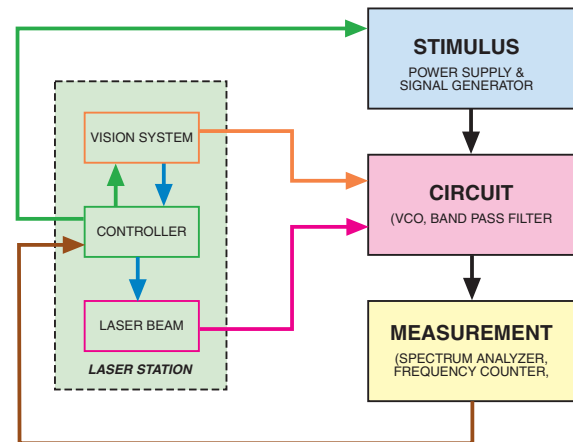 STIMULUS
POWER SUPPLY &
SIGNAL GENERATOR
VISION SYSTEM
CIRCUIT
(VCO, BAND PASS FILTER
CONTROLLER
LASER BEAM
LASER STATION
MEASUREMENT
(SPECTRUM ANALYZER,
FREQUENCY COUNTER,